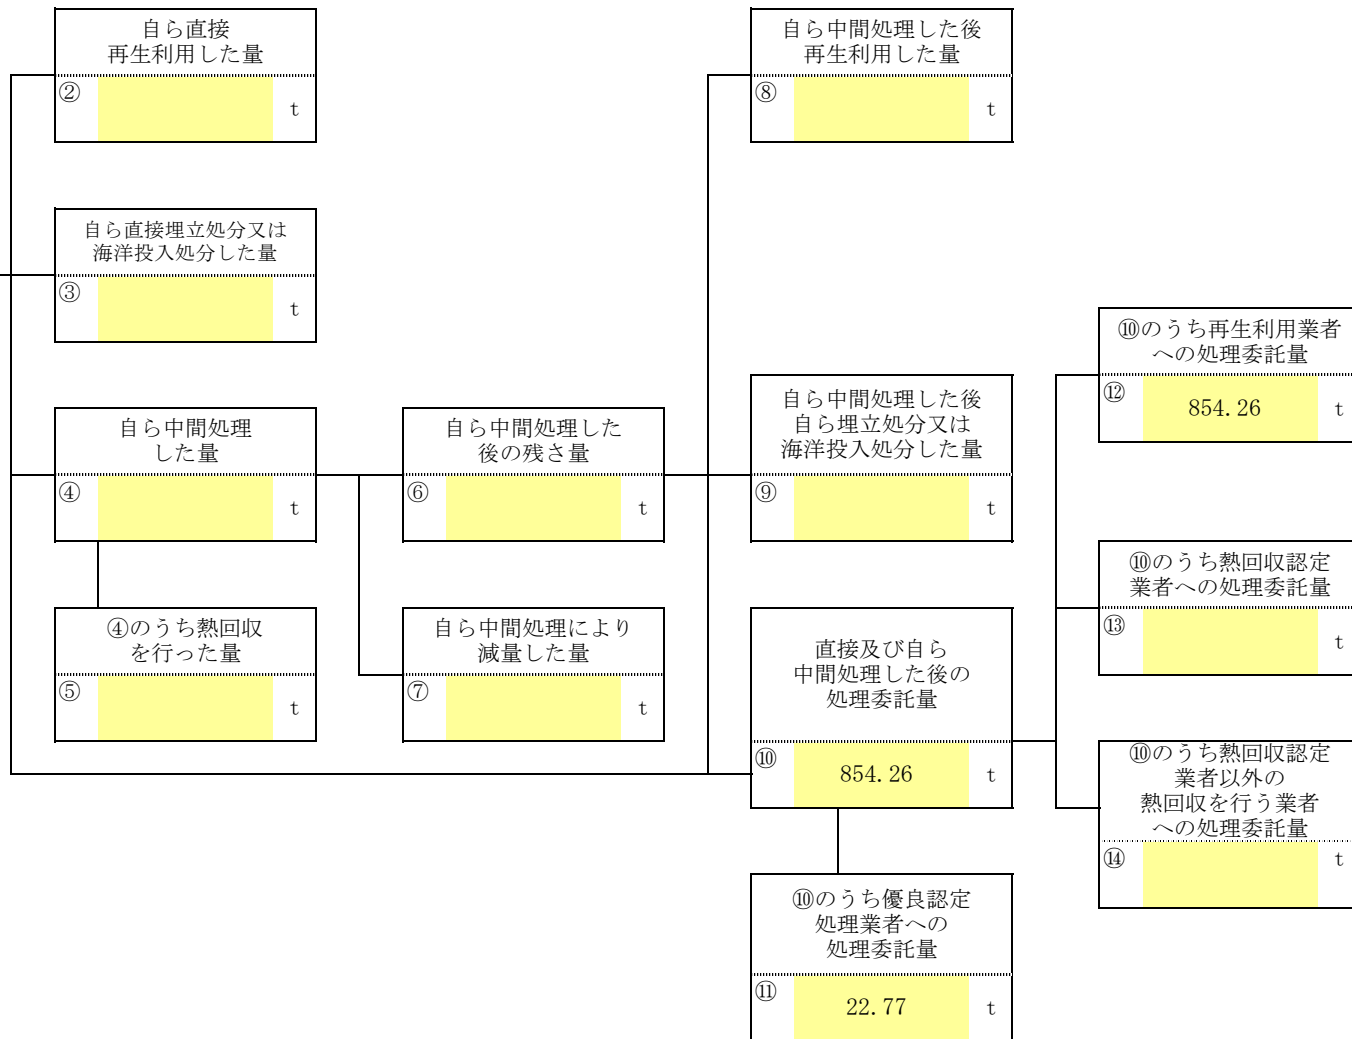 自ら直接
再生利用した量
②
t
自ら中間処理した後
再生利用した量
⑧
t
自ら直接埋立処分又は
海洋投入処分した量
③
t
⑩のうち再生利用業者
への処理委託量
⑫
854.26
t
自ら中間処理
した量
④
t
自ら中間処理した
後の残さ量
⑥
t
自ら中間処理した後
自ら埋立処分又は
海洋投入処分した量
⑨
t
⑩のうち熱回収認定
業者への処理委託量
⑬
t
④のうち熱回収
を行った量
⑤
t
自ら中間処理により
減量した量
⑦
t
直接及び自ら
中間処理した後の
処理委託量
⑩
854.26
t
⑩のうち熱回収認定
業者以外の
熱回収を行う業者
への処理委託量
⑭
t
⑩のうち優良認定
処理業者への
処理委託量
⑪
22.77
t